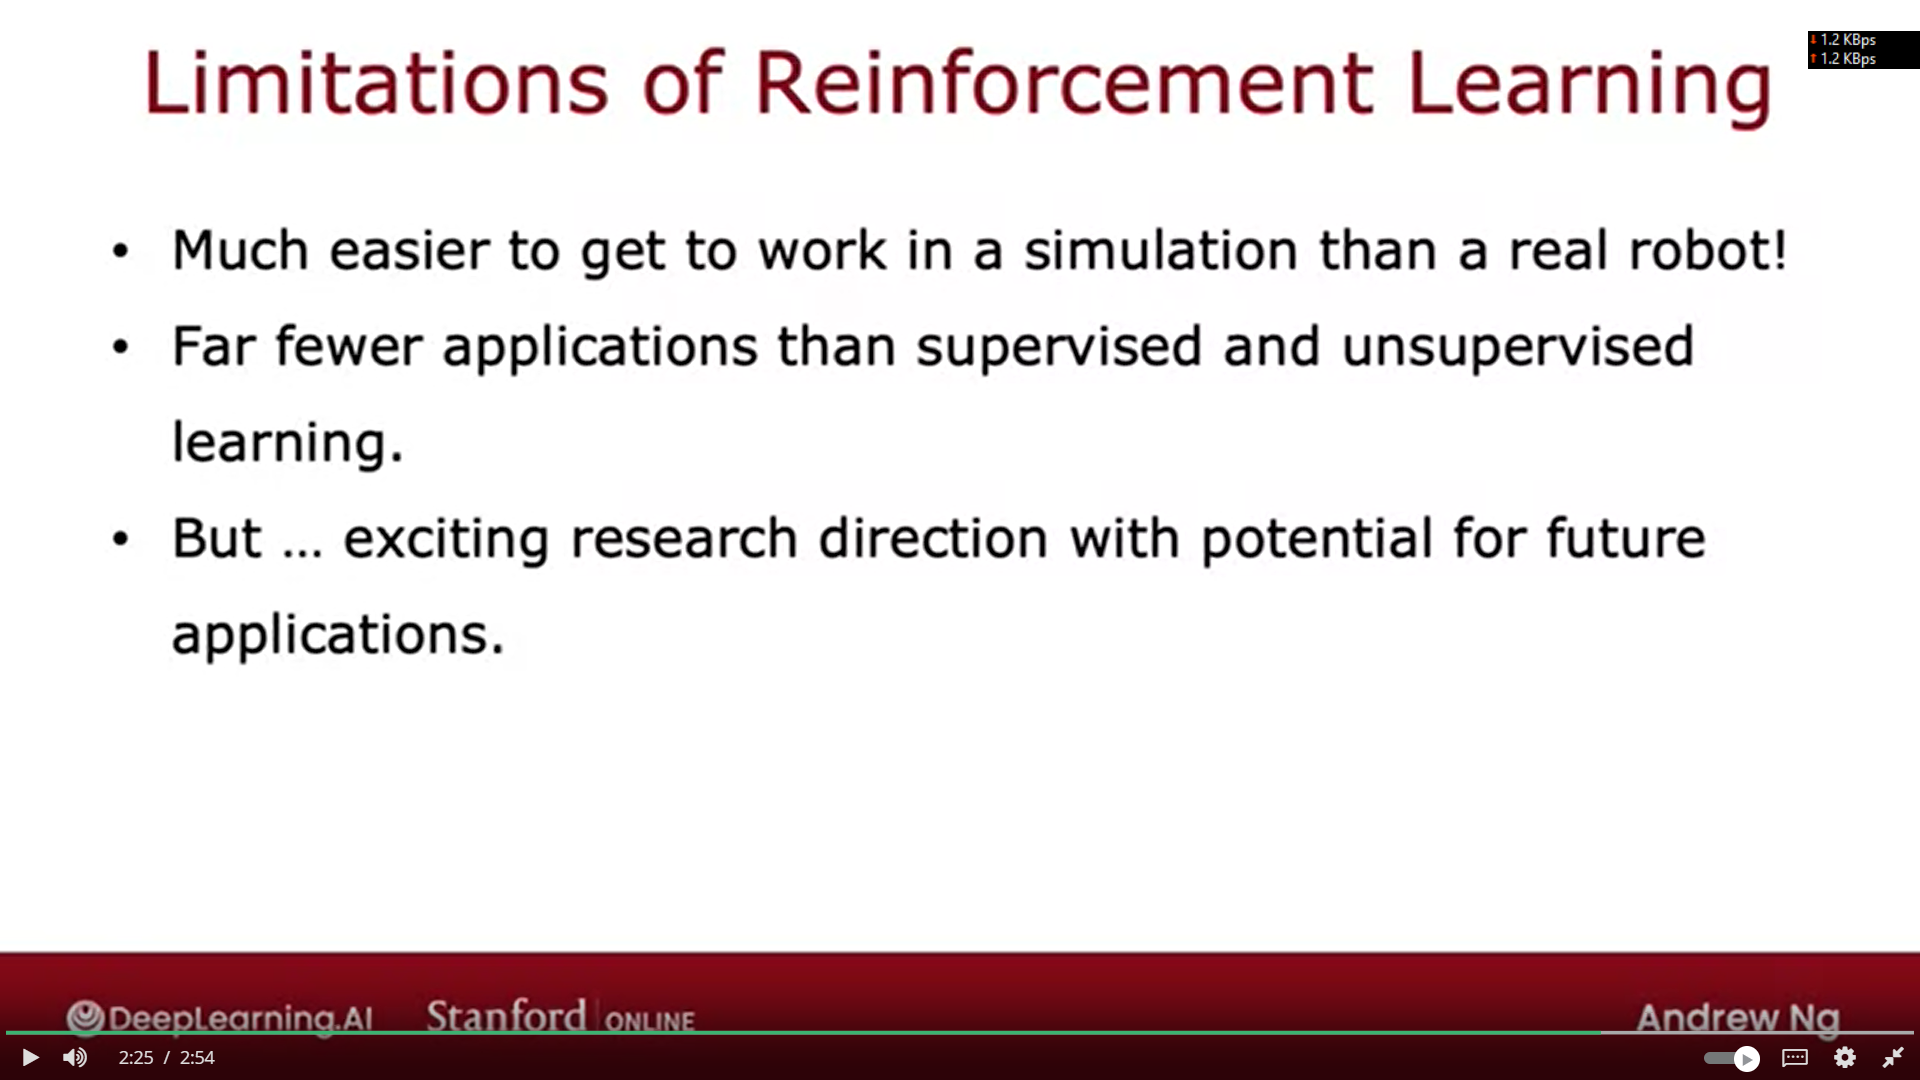 Limitations of Reinforcement Learning
1.2 KBps
1.2 KBps
• Much easier to get to work in a simulation than a real robot!
• Far fewer applications than supervised and unsupervised
learning.
• But … exciting research direction with potential for future
applications.
DeepLearning.AI Stanford | ONLINE Andrew Ng
2:25 / 2:54